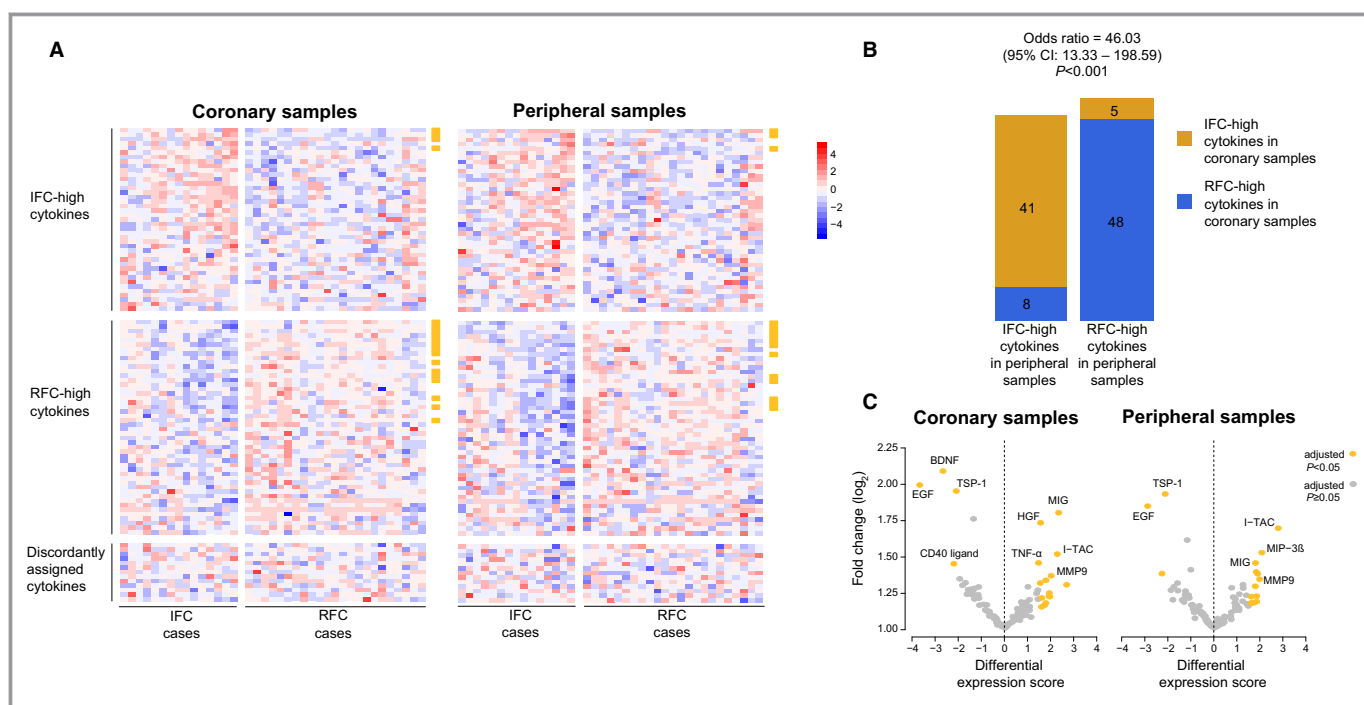 A
Coronary samples
Peripheral samples
IFC-high
cytokines
RFC-high
cytokines
Discordantly
assigned
cytokines
IFC
cases
RFC
cases
IFC
cases
RFC
cases
4
2
0
−2
−4
B
Odds ratio = 46.03
(95% CI: 13.33 – 198.59)
P<0.001
41
8
5
48
IFC-high
cytokines in
coronary samples
RFC-high
cytokines in
coronary samples
IFC-high
cytokines
in peripheral
samples
RFC-high
cytokines
in peripheral
samples
C
Coronary samples
Peripheral samples
Fold change (log2)
2.25
2.00
1.75
1.50
1.25
1.00
BDNF
EGF
TSP-1
CD40 ligand
MIG
HGF
TNF-α
I−TAC
MMP9
−4 −3 −2 −1 0 1 2 3 4
Differential
expression score
TSP-1
EGF
I−TAC
MIP−3ß
MIG
MMP9
adjusted
P<0.05
adjusted
P≥0.05
−4 −3 −2 −1 0 1 2 3 4
Differential
expression score